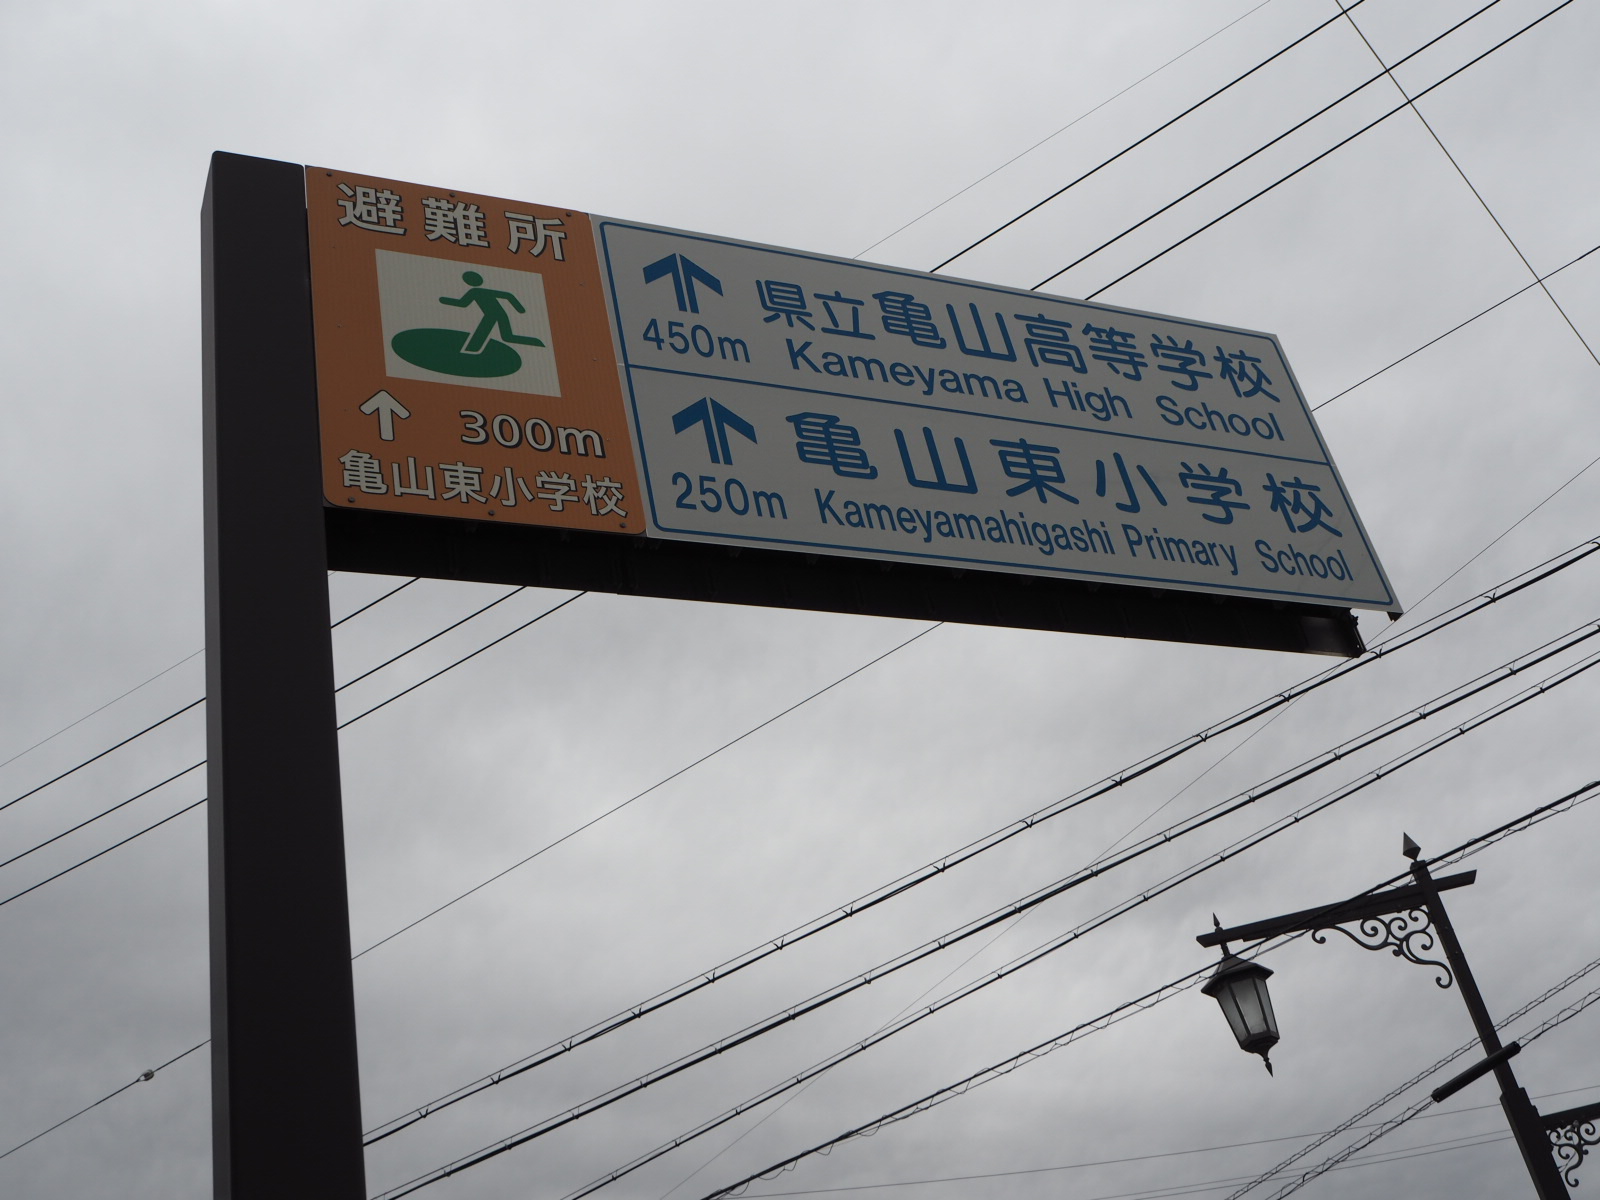 避難所
300m
亀山東小学校
県立亀山高等学校
450m Kameyama High School
亀山東小学校
250m Kameyamahigashi Primary School